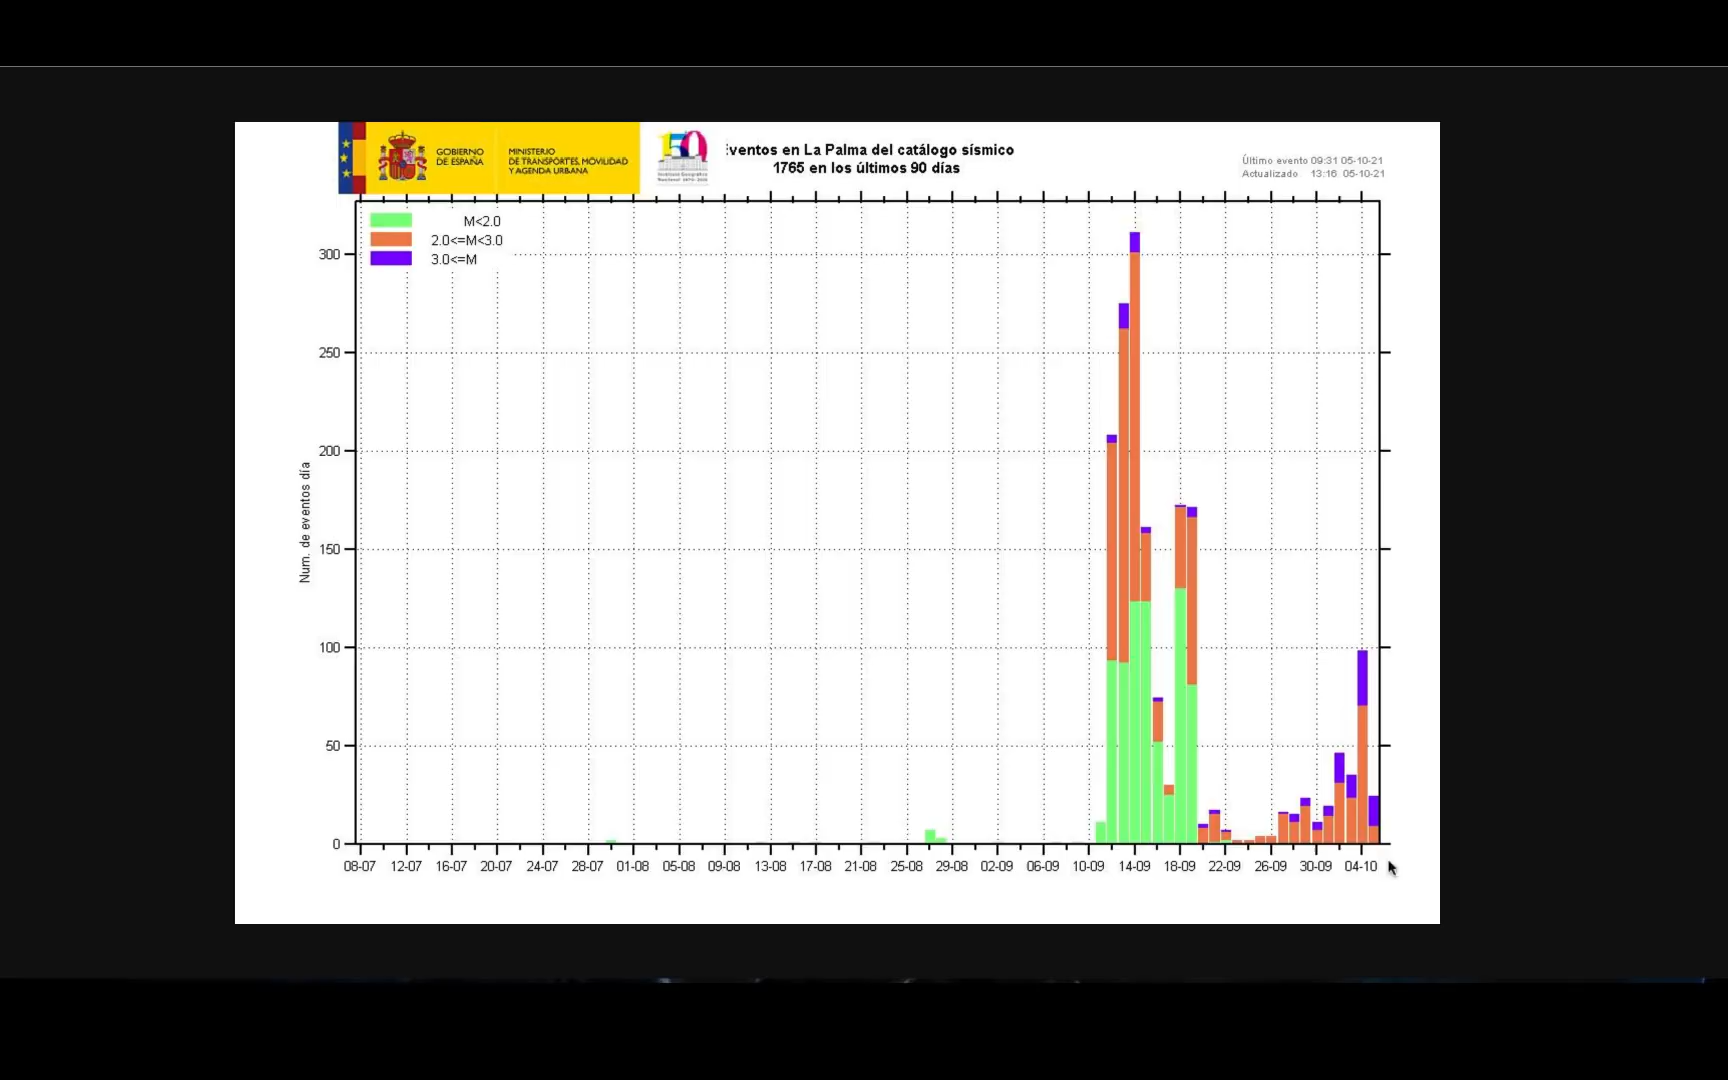 GOBIERNO
DE ESPAÑA
MINISTERIO
DE TRANSPORTES, MOVILIDAD
Y AGENDA URBANA
150
ventos en La Palma del catálogo sísmico
1765 en los últimos 90 días
Último evento 09:31 05-10-21
Actualizado 13:16 05-10-21
M<2.0
2.0<=M<3.0
3.0<=M
Num. de eventos día
300
250
200
150
100
50
0
08-07 12-07 16-07 20-07 24-07 28-07 01-08 05-08 09-08 13-08 17-08 21-08 25-08 29-08 02-09 06-09 10-09 14-09 18-09 22-09 26-09 30-09 04-10